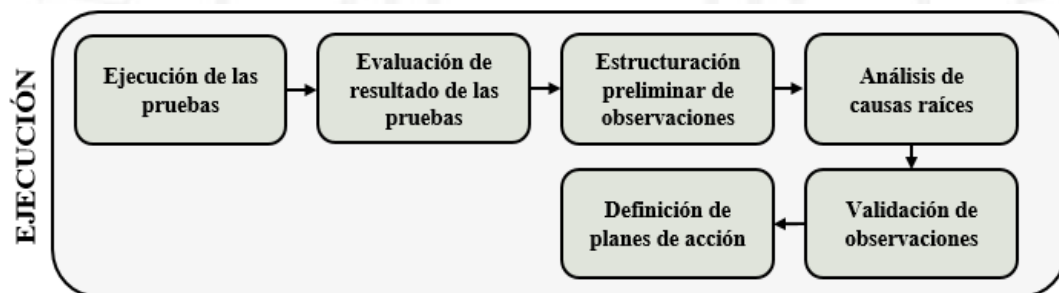 EJECUCIÓN
Ejecución de las
pruebas
Evaluación de
resultado de las
pruebas
Estructuración
preliminar de
observaciones
Análisis de
causas raíces
Validación de
observaciones
Definición de
planes de acción